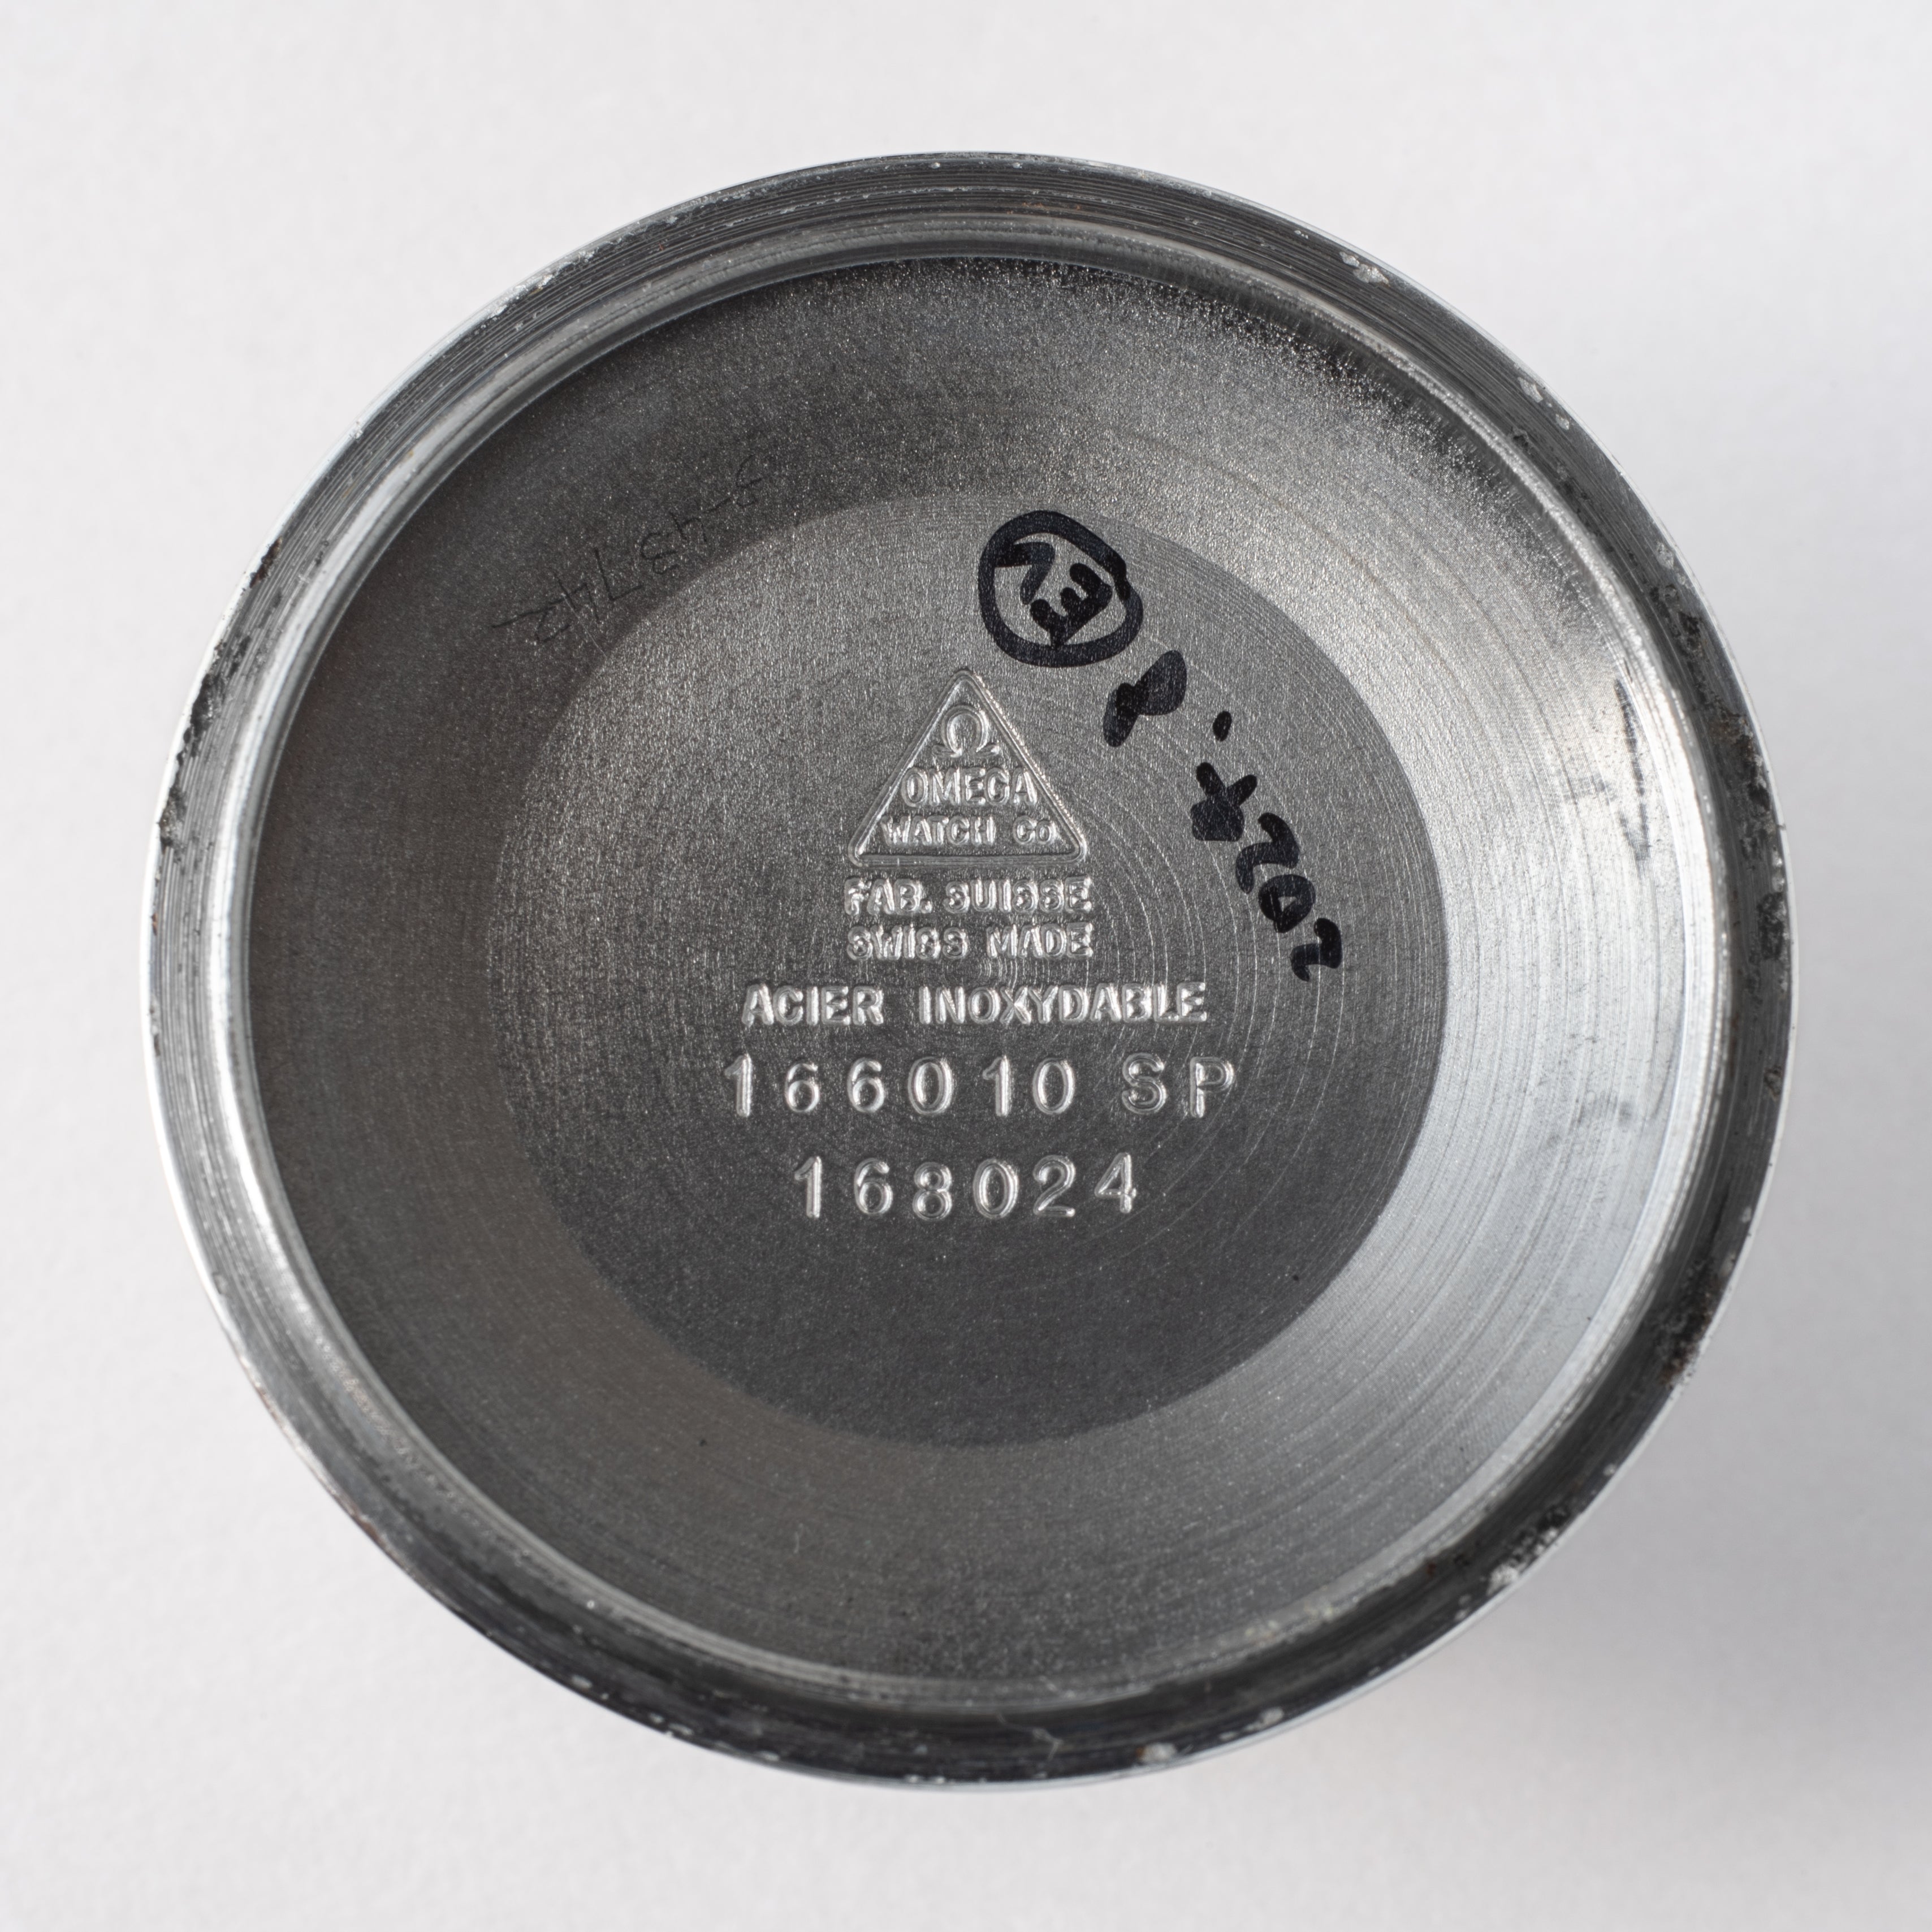 Ω
OMEGA
WATCH CO
FAB. SUISSE
SWISS MADE
ACIER INOXYDABLE
166010 SP
168024